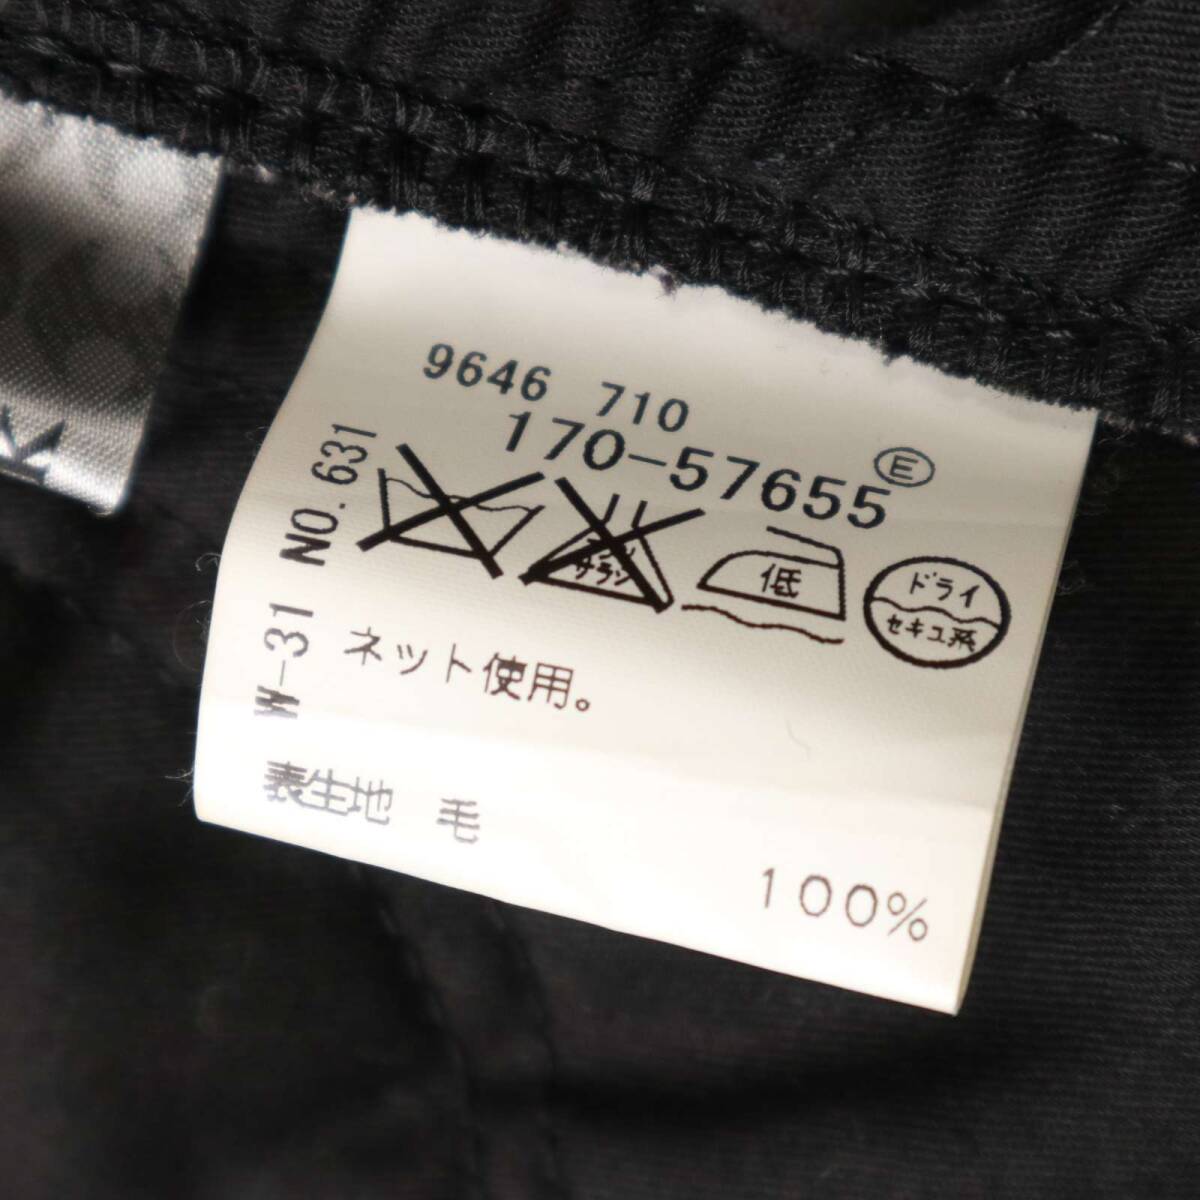 9646 710
170-57655
E
NO. 631
サラシ
低
ドライ
セキユ系
W-31
ネット使用。
表生地 毛
100%
K